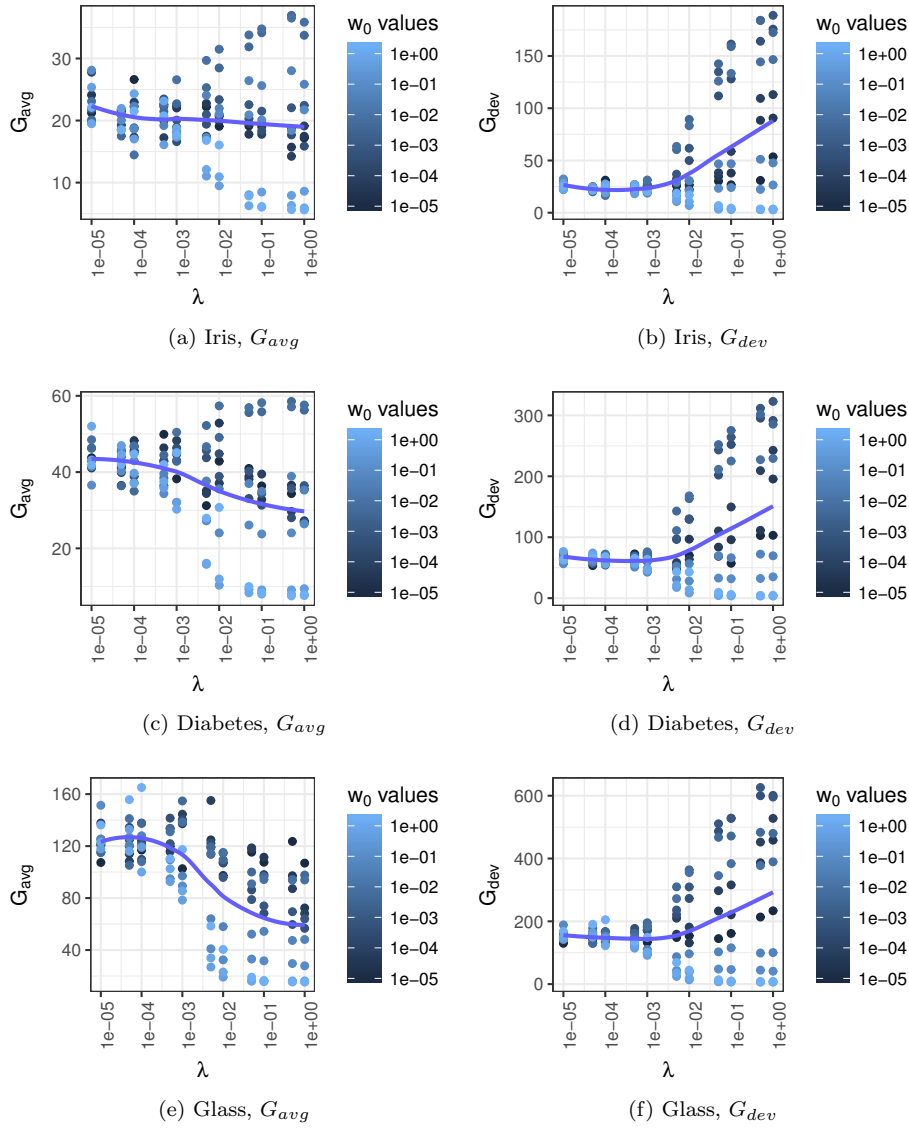 G_avg
30
20
10
1e−05
1e−04
1e−03
1e−02
1e−01
1e+00
λ
w_0 values
1e+00
1e−01
1e−02
1e−03
1e−04
1e−05
(a) Iris, G_avg
G_dev
150
100
50
0
1e−05
1e−04
1e−03
1e−02
1e−01
1e+00
λ
w_0 values
1e+00
1e−01
1e−02
1e−03
1e−04
1e−05
(b) Iris, G_dev
G_avg
60
40
20
1e−05
1e−04
1e−03
1e−02
1e−01
1e+00
λ
w_0 values
1e+00
1e−01
1e−02
1e−03
1e−04
1e−05
(c) Diabetes, G_avg
G_dev
300
200
100
0
1e−05
1e−04
1e−03
1e−02
1e−01
1e+00
λ
w_0 values
1e+00
1e−01
1e−02
1e−03
1e−04
1e−05
(d) Diabetes, G_dev
G_avg
160
120
80
40
1e−05
1e−04
1e−03
1e−02
1e−01
1e+00
λ
w_0 values
1e+00
1e−01
1e−02
1e−03
1e−04
1e−05
(e) Glass, G_avg
G_dev
600
400
200
0
1e−05
1e−04
1e−03
1e−02
1e−01
1e+00
λ
w_0 values
1e+00
1e−01
1e−02
1e−03
1e−04
1e−05
(f) Glass, G_dev